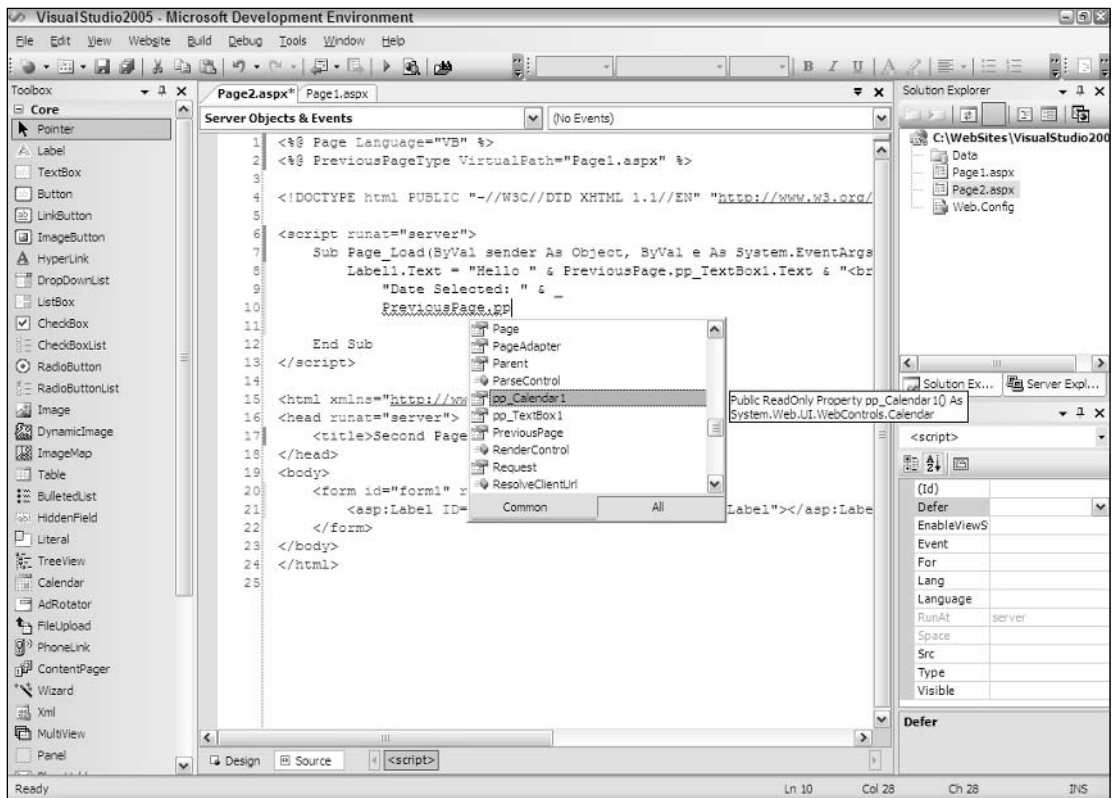 VisualStudio2005 - Microsoft Development Environment
File Edit View Website Build Debug Tools Window Help
B I U A
Toolbox
Core
Pointer
Label
TextBox
Button
LinkButton
ImageButton
HyperLink
DropDownList
ListBox
CheckBox
CheckBoxList
RadioButton
RadioButtonList
Image
DynamicImage
ImageMap
Table
BulletedList
HiddenField
Literal
TreeView
Calendar
AdRotator
FileUpload
PhoneLink
ContentPager
Wizard
Xml
MultiView
Panel
Page2.aspx* Page1.aspx
Server Objects & Events (No Events)
1 <%@ Page Language="VB" %>
2 <%@ PreviousPageType VirtualPath="Page1.aspx" %>
3
4 <!DOCTYPE html PUBLIC "-//W3C//DTD XHTML 1.1//EN" "http://www.w3.org/
5
6 <script runat="server">
7 Sub Page_Load(ByVal sender As Object, ByVal e As System.EventArgs
8 Label1.Text = "Hello " & PreviousPage.pp_TextBox1.Text & "<br
9 "Date Selected: " & _
10 PreviousPage.pp
11
12 End Sub
13 </script>
14
15 <html xmlns="http://ww
16 <head runat="server">
17 <title>Second Page
18 </head>
19 <body>
20 <form id="form1" r
21 <asp:Label ID= Label"></asp:Labe
22 </form>
23 </body>
24 </html>
25
Page
PageAdapter
Parent
ParseControl
pp_Calendar1
pp_TextBox1
PreviousPage
RenderControl
Request
ResolveClientUrl
Common All
Public ReadOnly Property pp_Calendar1() As
System.Web.UI.WebControls.Calendar
Design Source <script>
Solution Explorer
C:\WebSites\VisualStudio200
Data
Page1.aspx
Page2.aspx
Web.Config
Solution Ex... Server Expl...
<script>
(Id)
Defer
EnableViewS
Event
For
Lang
Language
RunAt server
Space
Src
Type
Visible
Defer
Ready Ln 10 Col 28 Ch 28 INS